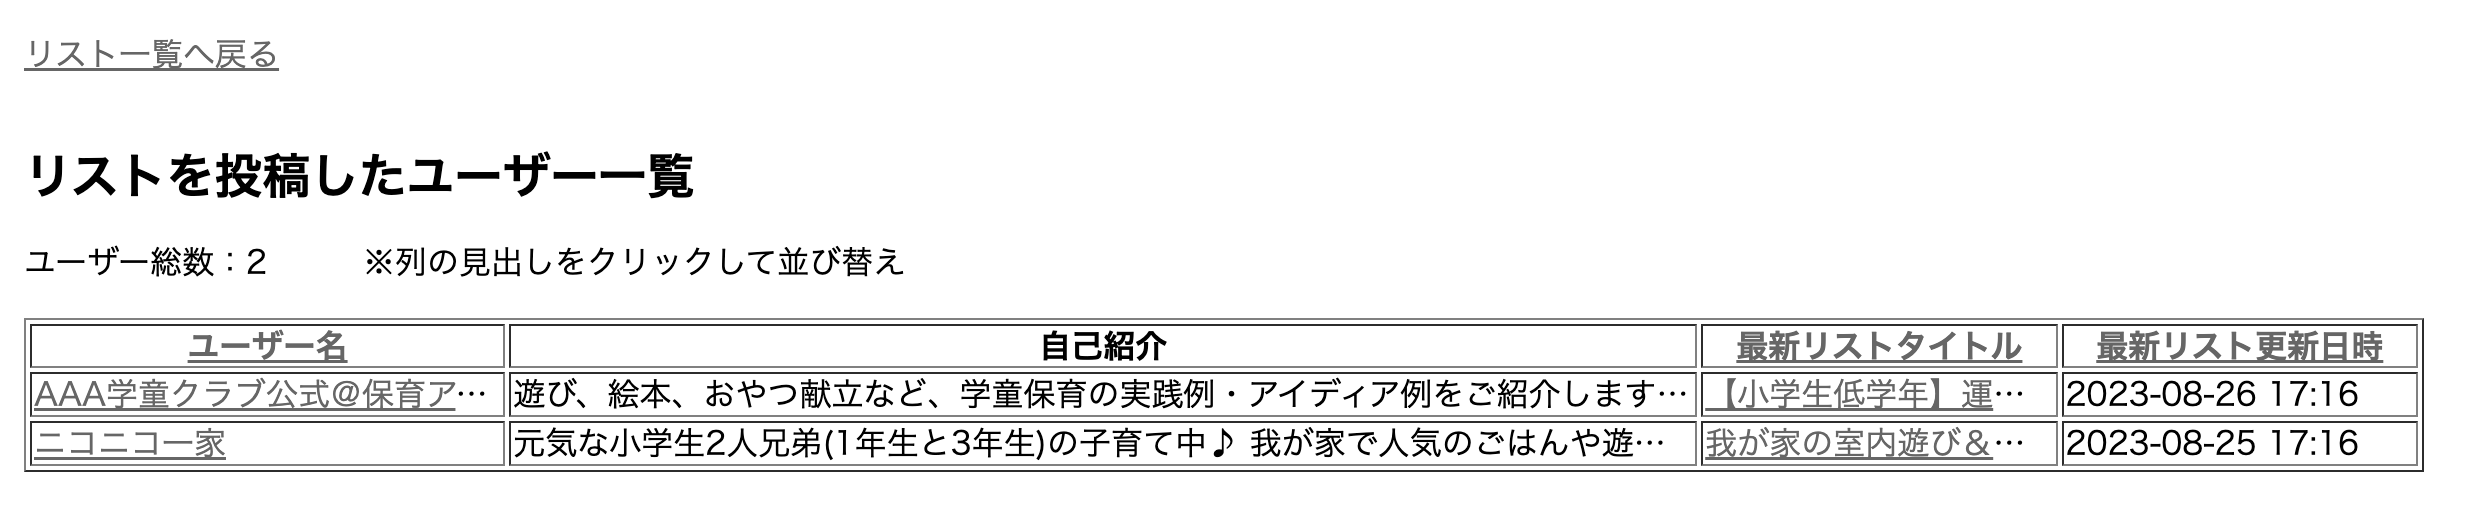 リスト一覧へ戻る
リストを投稿したユーザー一覧
ユーザー総数：2 ※列の見出しをクリックして並び替え
ユーザー名 自己紹介 最新リストタイトル 最新リスト更新日時
AAA学童クラブ公式@保育ア… 遊び、絵本、おやつ献立など、学童保育の実践例・アイディア例をご紹介します… 【小学生低学年】運… 2023-08-26 17:16
ニコニコ一家 元気な小学生2人兄弟(1年生と3年生)の子育て中♪ 我が家で人気のごはんや遊… 我が家の室内遊び＆… 2023-08-25 17:16